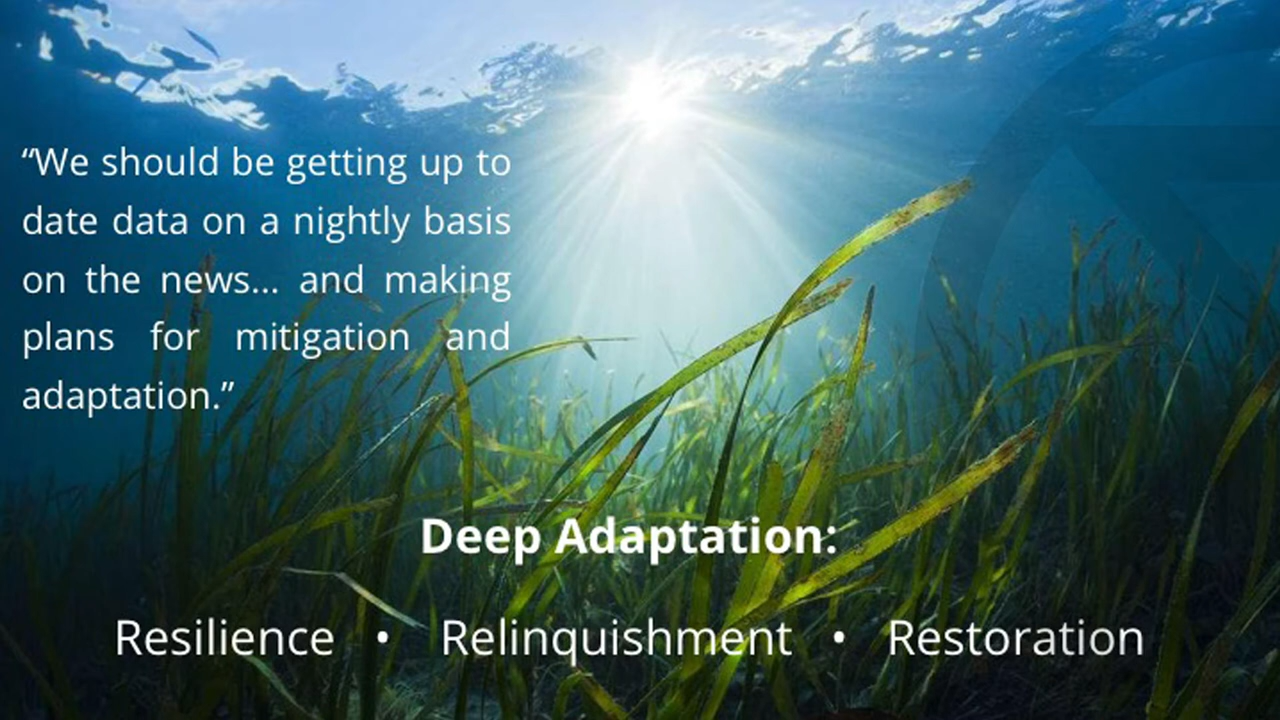 “We should be getting up to
date data on a nightly basis
on the news... and making
plans for mitigation and
adaptation.”
Deep Adaptation:
Resilience • Relinquishment • Restoration